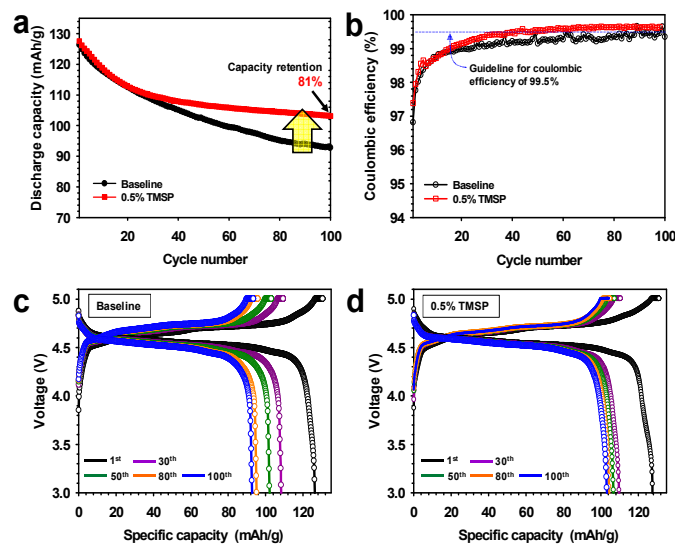 a
Discharge capacity (mAh/g)
130
120
110
100
90
80
70
20
40
60
80
100
Cycle number
Capacity retention
81%
Baseline
0.5% TMSP
b
Coulombic efficiency (%)
100
99
98
97
96
95
94
0
20
40
60
80
100
Cycle number
Guideline for coulombic
efficiency of 99.5%
Baseline
0.5% TMSP
c
Baseline
Voltage (V)
5.0
4.5
4.0
3.5
3.0
0
20
40
60
80
100
120
Specific capacity (mAh/g)
1st 30th
50th 80th 100th
d
0.5% TMSP
Voltage (V)
5.0
4.5
4.0
3.5
3.0
0
20
40
60
80
100
120
Specific capacity (mAh/g)
1st 30th
50th 80th 100th